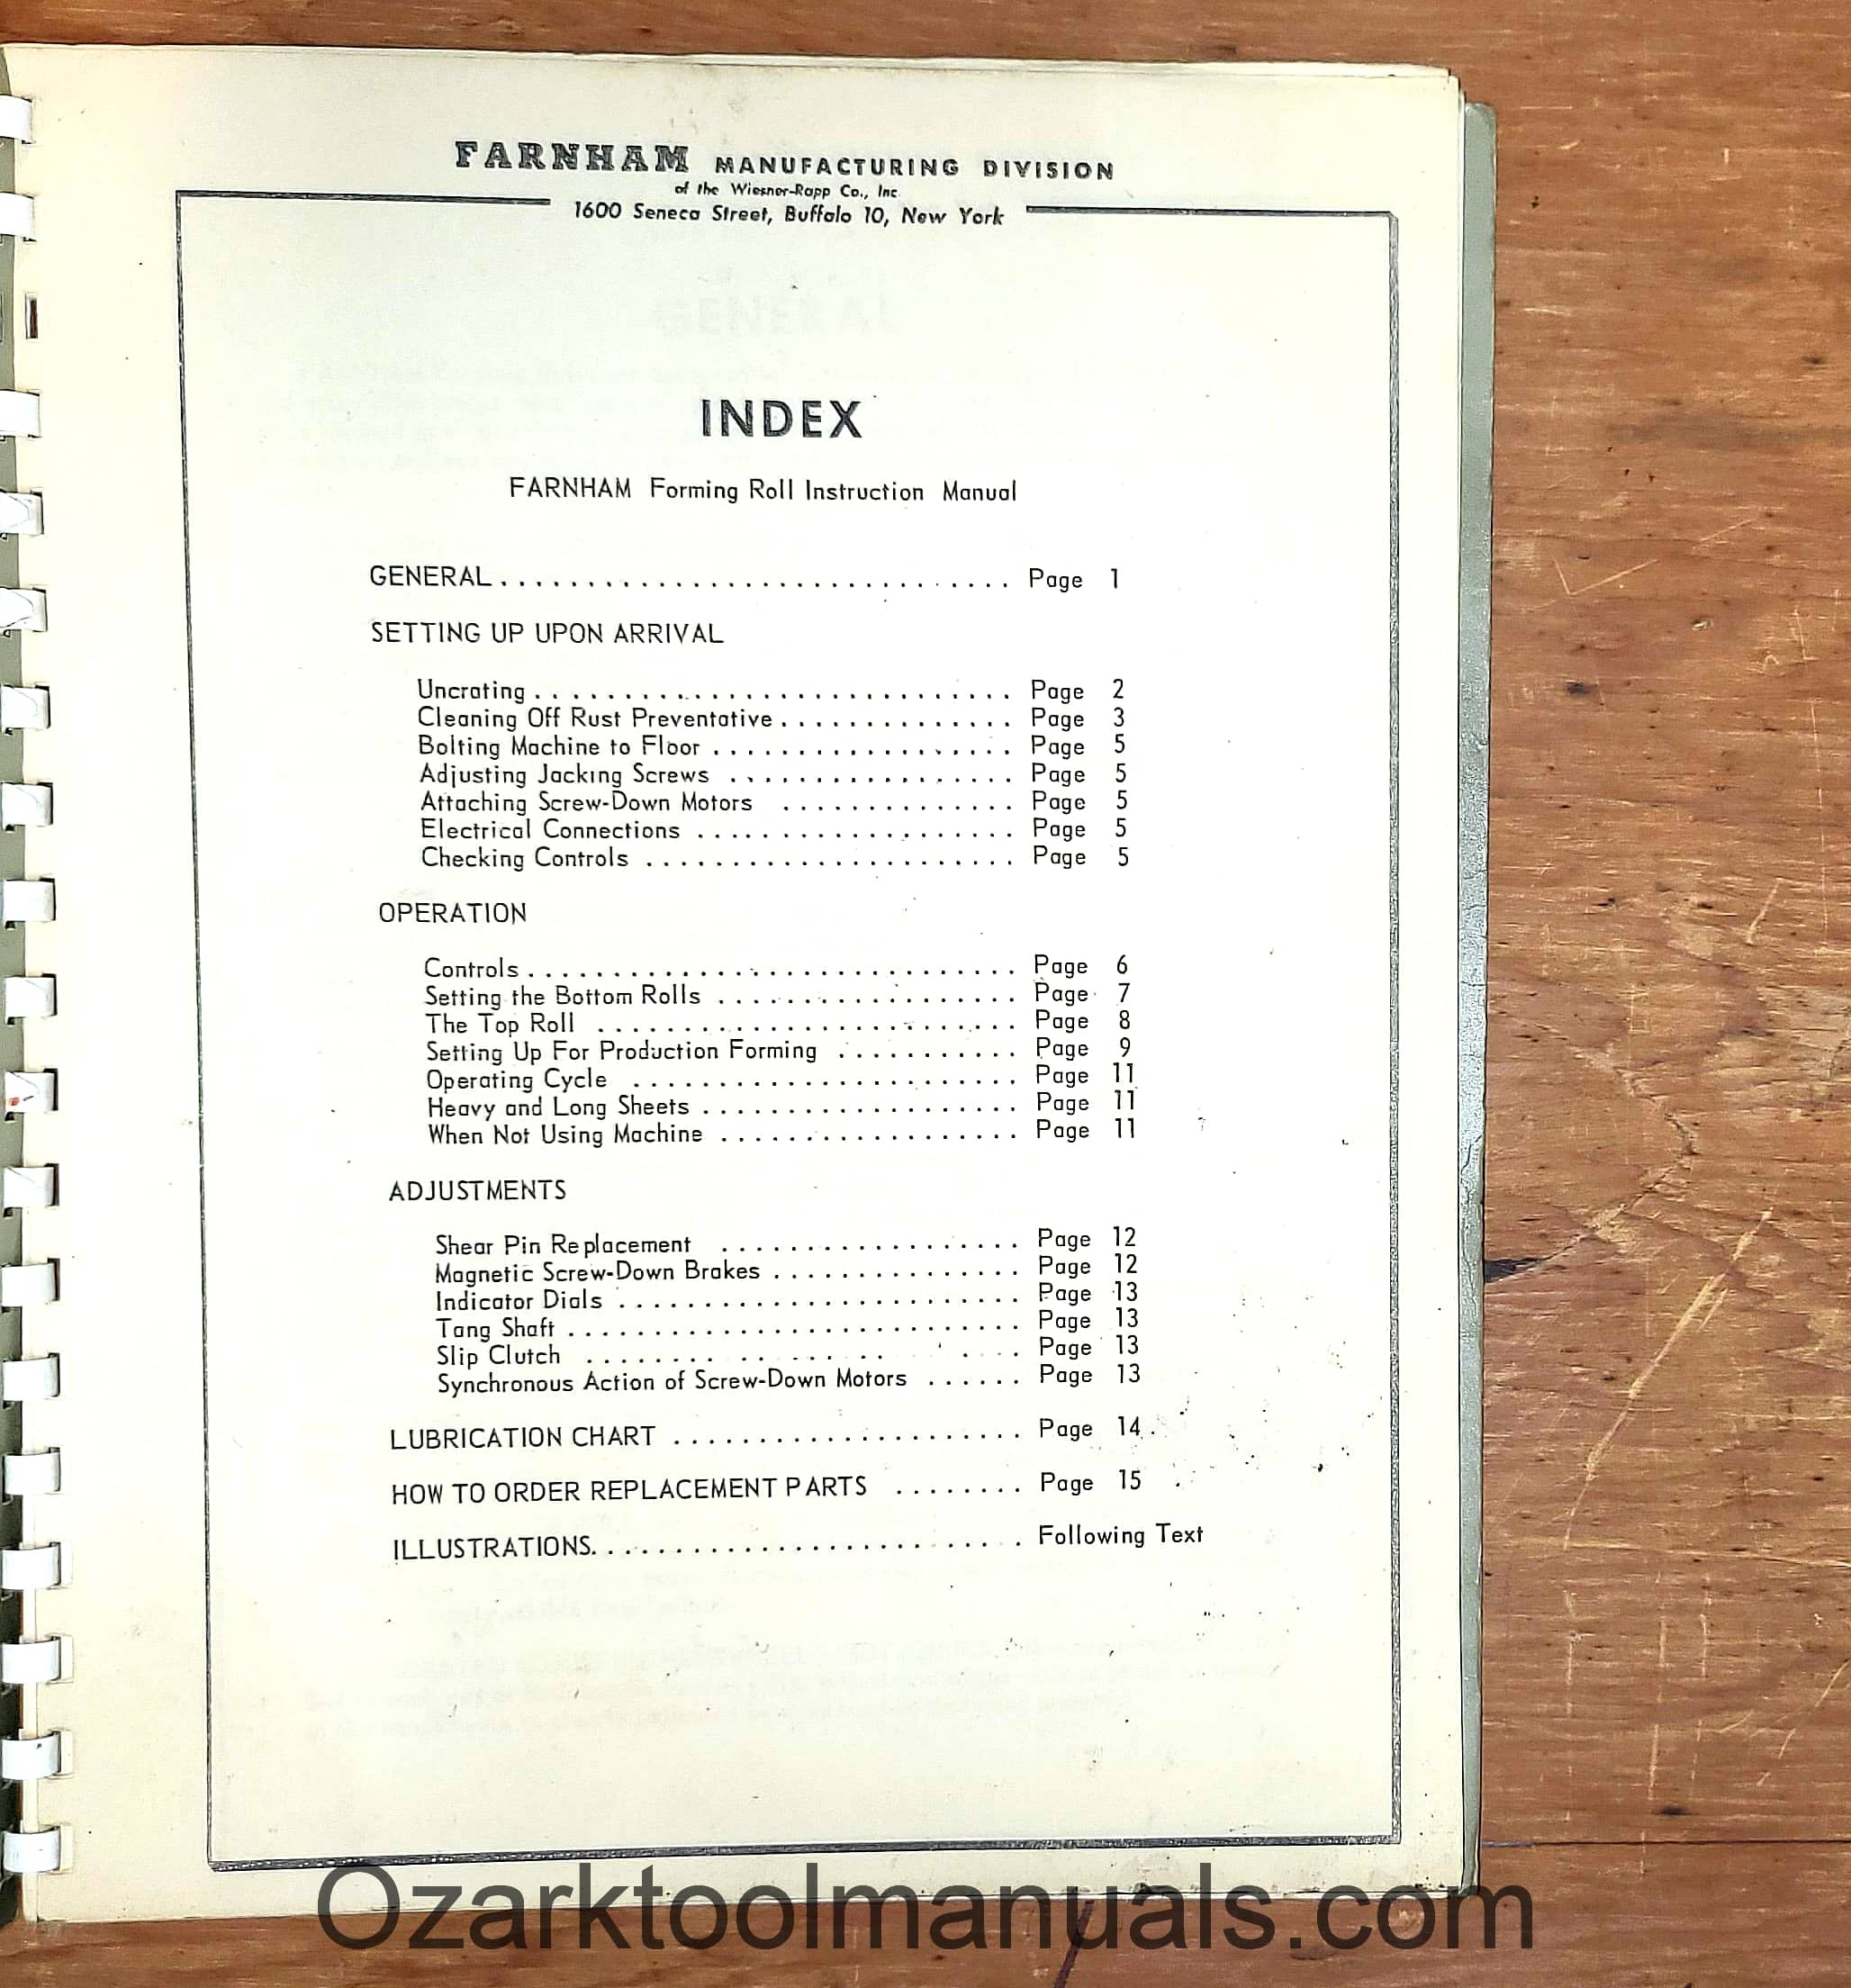 FARNHAM MANUFACTURING DIVISION
of the Wiesner-Rapp Co., Inc.
1600 Seneca Street, Buffalo 10, New York
GENERAL
INDEX
FARNHAM Forming Roll Instruction Manual
GENERAL . . . . . . . . . . . . . . . . . . . . . . . . . . . . . . Page 1
SETTING UP UPON ARRIVAL
Uncrating . . . . . . . . . . . . . . . . . . . . . . . . . . . . Page 2
Cleaning Off Rust Preventative . . . . . . . . . . . . . . Page 3
Bolting Machine to Floor . . . . . . . . . . . . . . . . . . Page 5
Adjusting Jacking Screws . . . . . . . . . . . . . . . . . Page 5
Attaching Screw-Down Motors . . . . . . . . . . . . . . Page 5
Electrical Connections . . . . . . . . . . . . . . . . . . . Page 5
Checking Controls . . . . . . . . . . . . . . . . . . . . . . Page 5
OPERATION
Controls . . . . . . . . . . . . . . . . . . . . . . . . . . . . . Page 6
Setting the Bottom Rolls . . . . . . . . . . . . . . . . . . Page 7
The Top Roll . . . . . . . . . . . . . . . . . . . . . . . . . Page 8
Setting Up For Production Forming . . . . . . . . . . . Page 9
Operating Cycle . . . . . . . . . . . . . . . . . . . . . . . Page 11
Heavy and Long Sheets . . . . . . . . . . . . . . . . . . . Page 11
When Not Using Machine . . . . . . . . . . . . . . . . . . Page 11
ADJUSTMENTS
Shear Pin Replacement . . . . . . . . . . . . . . . . . . Page 12
Magnetic Screw-Down Brakes . . . . . . . . . . . . . . . Page 12
Indicator Dials . . . . . . . . . . . . . . . . . . . . . . . . Page 13
Tang Shaft . . . . . . . . . . . . . . . . . . . . . . . . . . . Page 13
Slip Clutch . . . . . . . . . . . . . . . . . . . . . . . . . . Page 13
Synchronous Action of Screw-Down Motors . . . . . . Page 13
LUBRICATION CHART . . . . . . . . . . . . . . . . . . . . . Page 14
HOW TO ORDER REPLACEMENT PARTS . . . . . . . . Page 15
ILLUSTRATIONS. . . . . . . . . . . . . . . . . . . . . . . . . . Following Text
Ozarktoolmanuals.com